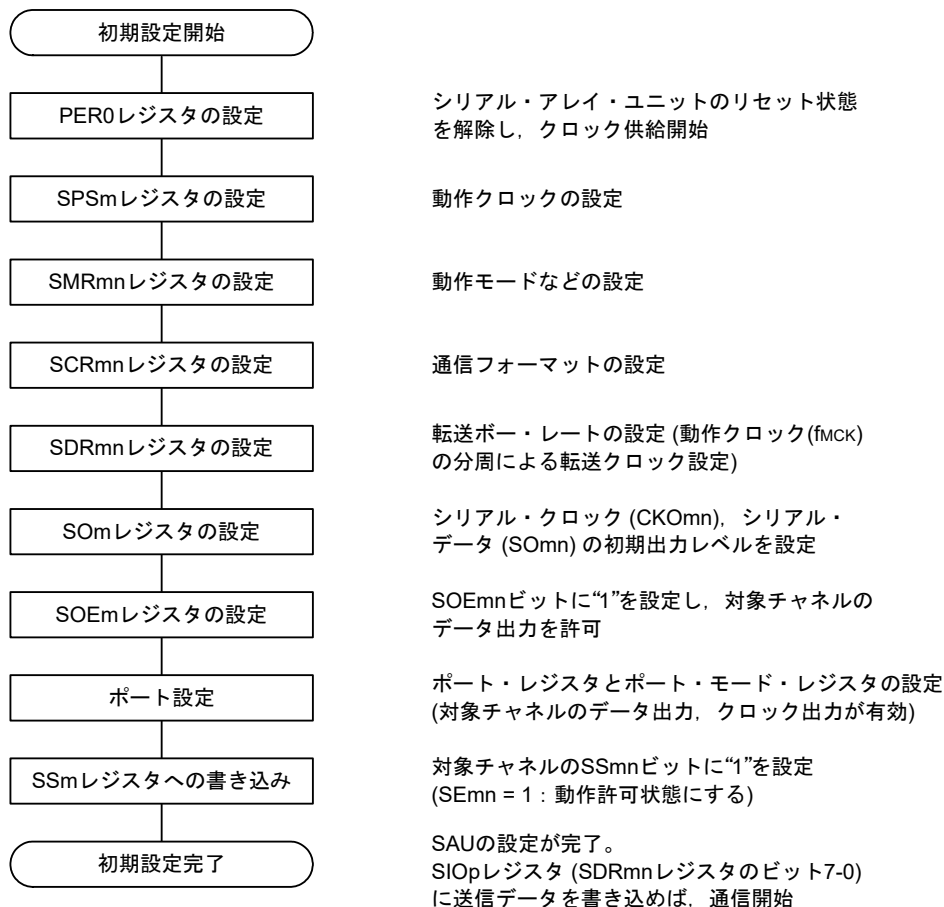 初期設定開始
PER0レジスタの設定
シリアル・アレイ・ユニットのリセット状態
を解除し，クロック供給開始
SPSmレジスタの設定
動作クロックの設定
SMRmnレジスタの設定
動作モードなどの設定
SCRmnレジスタの設定
通信フォーマットの設定
SDRmnレジスタの設定
転送ボー・レートの設定 (動作クロック(fMCK)
の分周による転送クロック設定)
SOmレジスタの設定
シリアル・クロック (CKOmn)，シリアル・
データ (SOmn) の初期出力レベルを設定
SOEmレジスタの設定
SOEmnビットに“1”を設定し，対象チャネルの
データ出力を許可
ポート設定
ポート・レジスタとポート・モード・レジスタの設定
(対象チャネルのデータ出力，クロック出力が有効)
SSmレジスタへの書き込み
対象チャネルのSSmnビットに“1”を設定
(SEmn = 1：動作許可状態にする)
初期設定完了
SAUの設定が完了。
SIOpレジスタ (SDRmnレジスタのビット7-0)
に送信データを書き込めば，通信開始